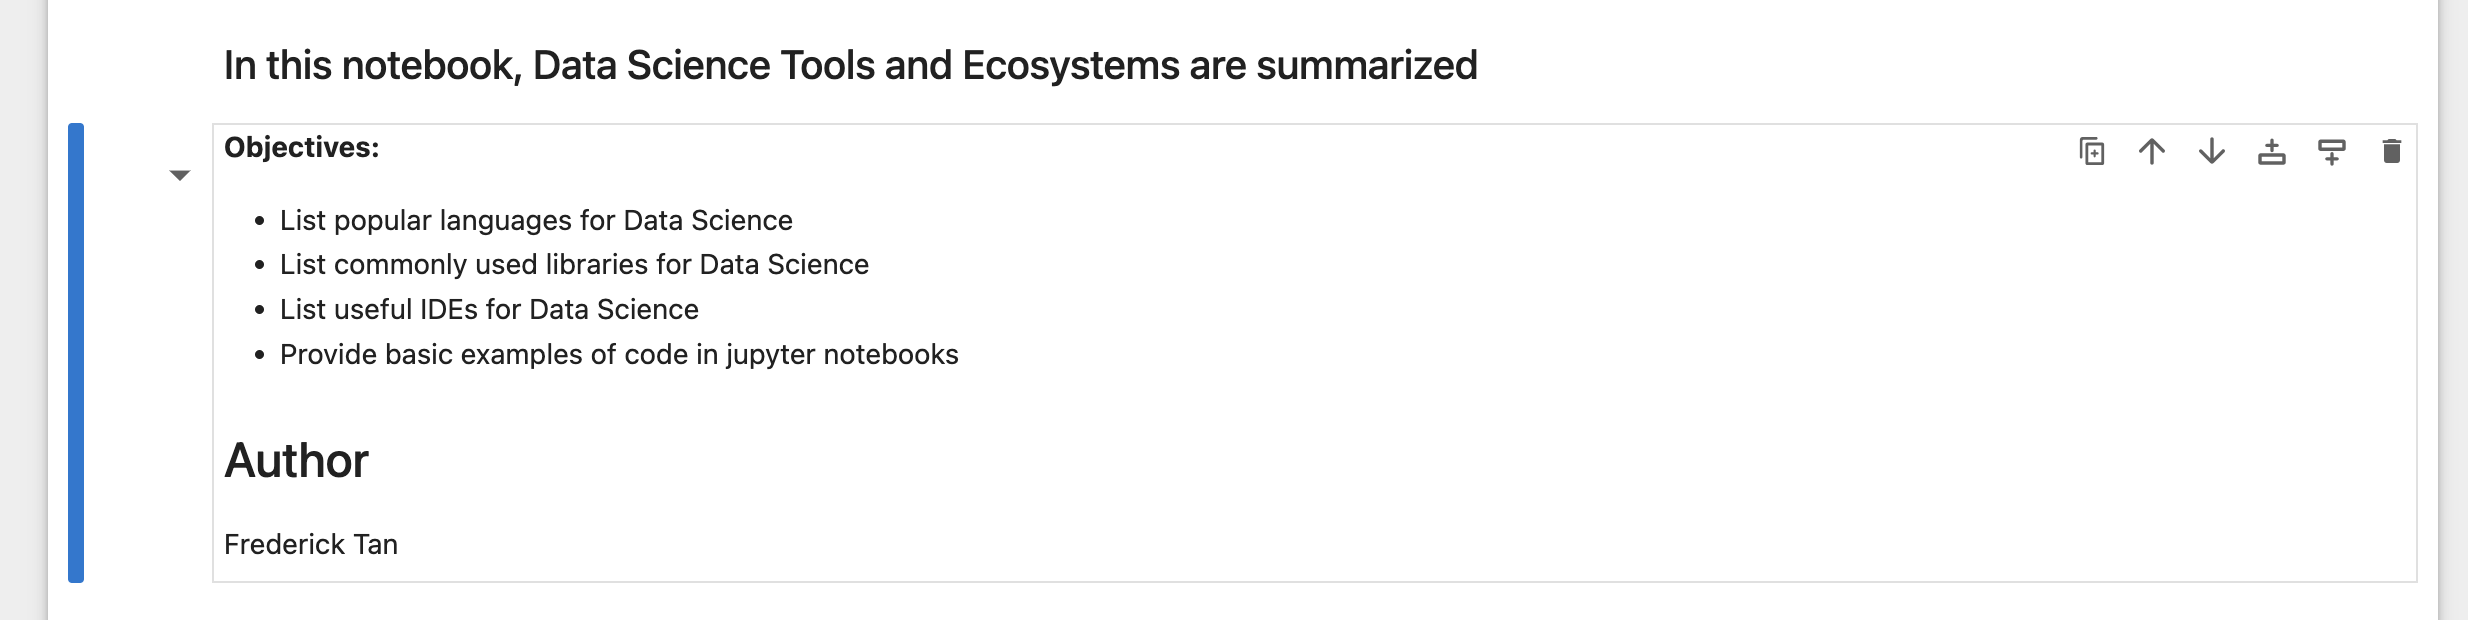 In this notebook, Data Science Tools and Ecosystems are summarized
Objectives:
• List popular languages for Data Science
• List commonly used libraries for Data Science
• List useful IDEs for Data Science
• Provide basic examples of code in jupyter notebooks
Author
Frederick Tan